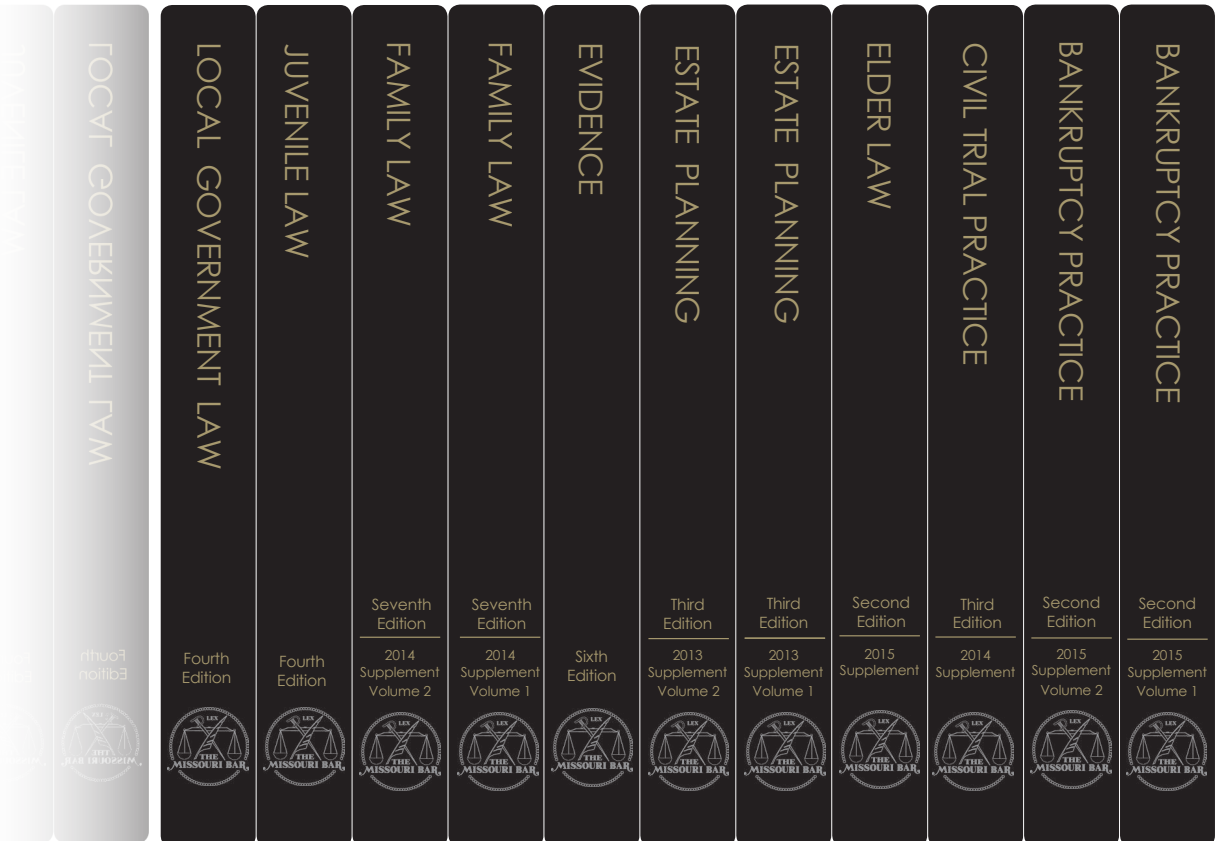 LOCAL GOVERNMENT LAW
Fourth
Edition
LEX
THE
MISSOURI BAR
LOCAL GOVERNMENT LAW
Fourth
Edition
LEX
THE
MISSOURI BAR
JUVENILE LAW
Fourth
Edition
LEX
THE
MISSOURI BAR
FAMILY LAW
Seventh
Edition
2014
Supplement
Volume 2
LEX
THE
MISSOURI BAR
FAMILY LAW
Seventh
Edition
2014
Supplement
Volume 1
LEX
THE
MISSOURI BAR
EVIDENCE
Sixth
Edition
LEX
THE
MISSOURI BAR
ESTATE PLANNING
Third
Edition
2013
Supplement
Volume 2
LEX
THE
MISSOURI BAR
ESTATE PLANNING
Third
Edition
2013
Supplement
Volume 1
LEX
THE
MISSOURI BAR
ELDER LAW
Second
Edition
2015
Supplement
LEX
THE
MISSOURI BAR
CIVIL TRIAL PRACTICE
Third
Edition
2014
Supplement
LEX
THE
MISSOURI BAR
BANKRUPTCY PRACTICE
Second
Edition
2015
Supplement
Volume 2
LEX
THE
MISSOURI BAR
BANKRUPTCY PRACTICE
Second
Edition
2015
Supplement
Volume 1
LEX
THE
MISSOURI BAR